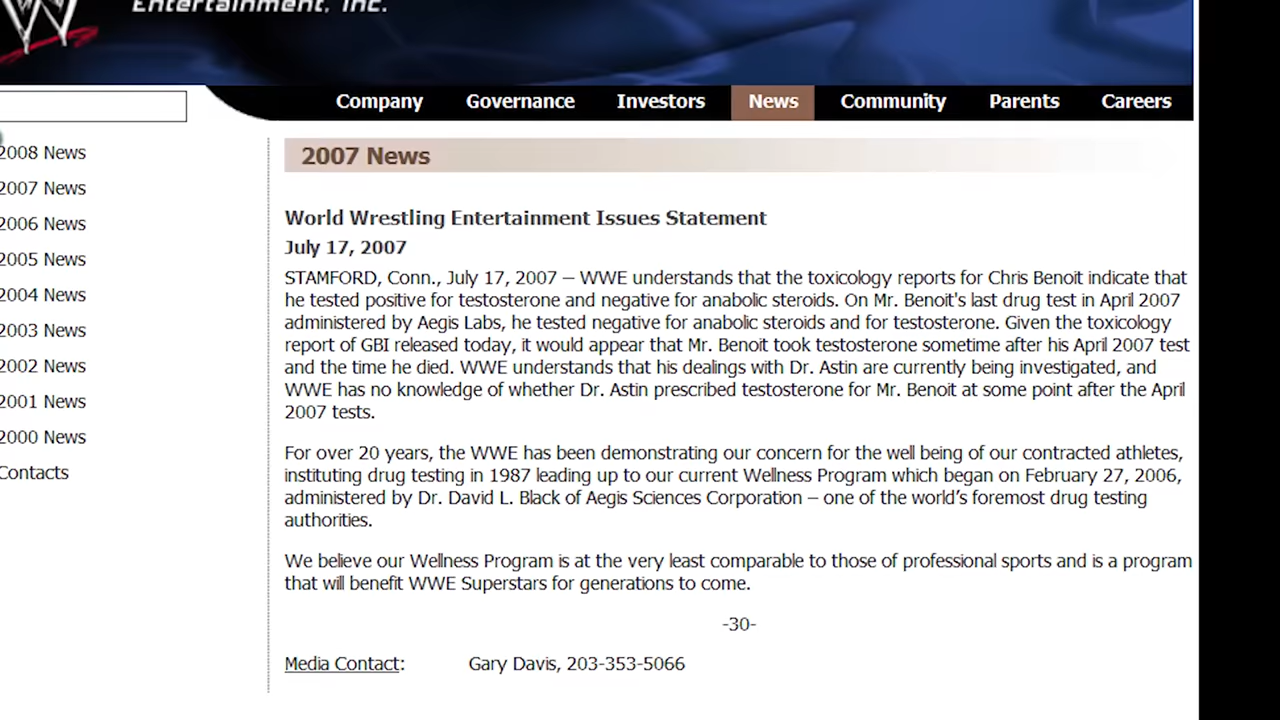 Entertainment, Inc.
Company Governance Investors News Community Parents Careers
2008 News
2007 News
2006 News
2005 News
2004 News
2003 News
2002 News
2001 News
2000 News
Contacts
2007 News
World Wrestling Entertainment Issues Statement
July 17, 2007
STAMFORD, Conn., July 17, 2007 – WWE understands that the toxicology reports for Chris Benoit indicate that
he tested positive for testosterone and negative for anabolic steroids. On Mr. Benoit's last drug test in April 2007
administered by Aegis Labs, he tested negative for anabolic steroids and for testosterone. Given the toxicology
report of GBI released today, it would appear that Mr. Benoit took testosterone sometime after his April 2007 test
and the time he died. WWE understands that his dealings with Dr. Astin are currently being investigated, and
WWE has no knowledge of whether Dr. Astin prescribed testosterone for Mr. Benoit at some point after the April
2007 tests.
For over 20 years, the WWE has been demonstrating our concern for the well being of our contracted athletes,
instituting drug testing in 1987 leading up to our current Wellness Program which began on February 27, 2006,
administered by Dr. David L. Black of Aegis Sciences Corporation – one of the world’s foremost drug testing
authorities.
We believe our Wellness Program is at the very least comparable to those of professional sports and is a program
that will benefit WWE Superstars for generations to come.
-30-
Media Contact: Gary Davis, 203-353-5066